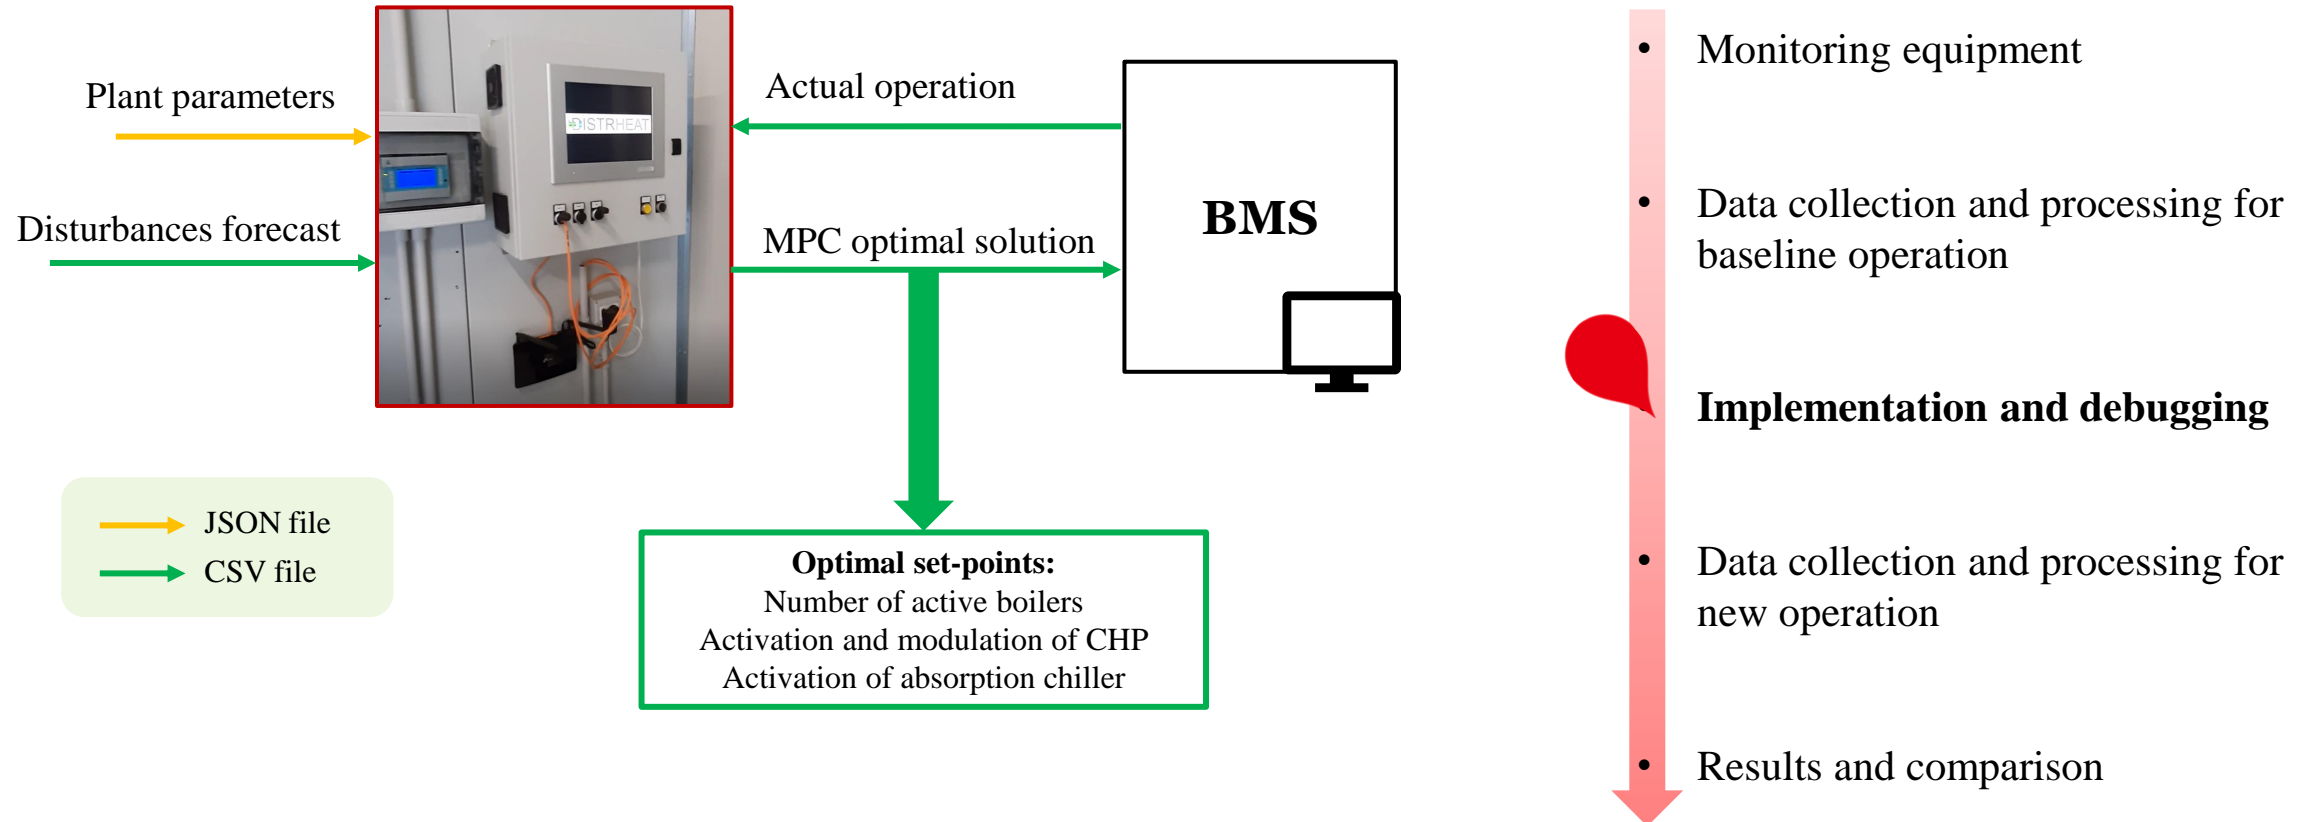 Plant parameters
Disturbances forecast
DISTRHEAT
Actual operation
MPC optimal solution
BMS
JSON file
CSV file
Optimal set-points:
Number of active boilers
Activation and modulation of CHP
Activation of absorption chiller
• Monitoring equipment
• Data collection and processing for
baseline operation
Implementation and debugging
• Data collection and processing for
new operation
• Results and comparison